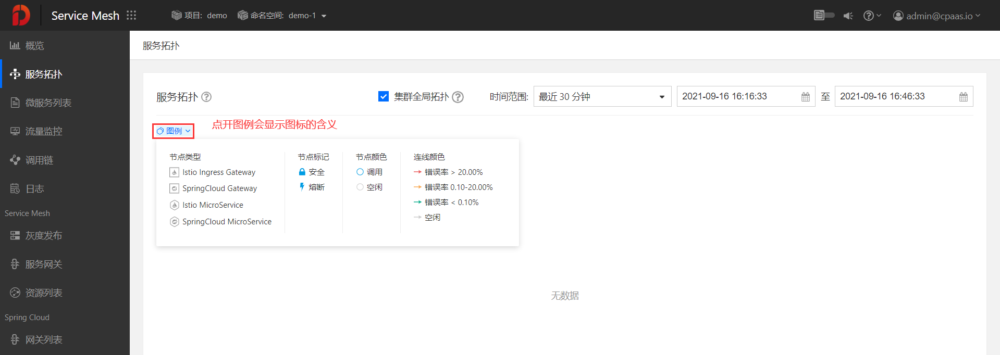 Service Mesh
项目: demo
命名空间: demo-1
admin@cpaas.io
概览
服务拓扑
微服务列表
流量监控
调用链
日志
Service Mesh
灰度发布
服务网关
资源列表
Spring Cloud
网关列表
服务拓扑
服务拓扑
集群全局拓扑
时间范围:
最近 30 分钟
2021-09-16 16:16:33
至
2021-09-16 16:46:33
图例
点开图例会显示图标的含义
节点类型
Istio Ingress Gateway
SpringCloud Gateway
Istio MicroService
SpringCloud MicroService
节点标记
安全
熔断
节点颜色
调用
空闲
连线颜色
错误率 > 20.00%
错误率 0.10-20.00%
错误率 < 0.10%
空闲
无数据